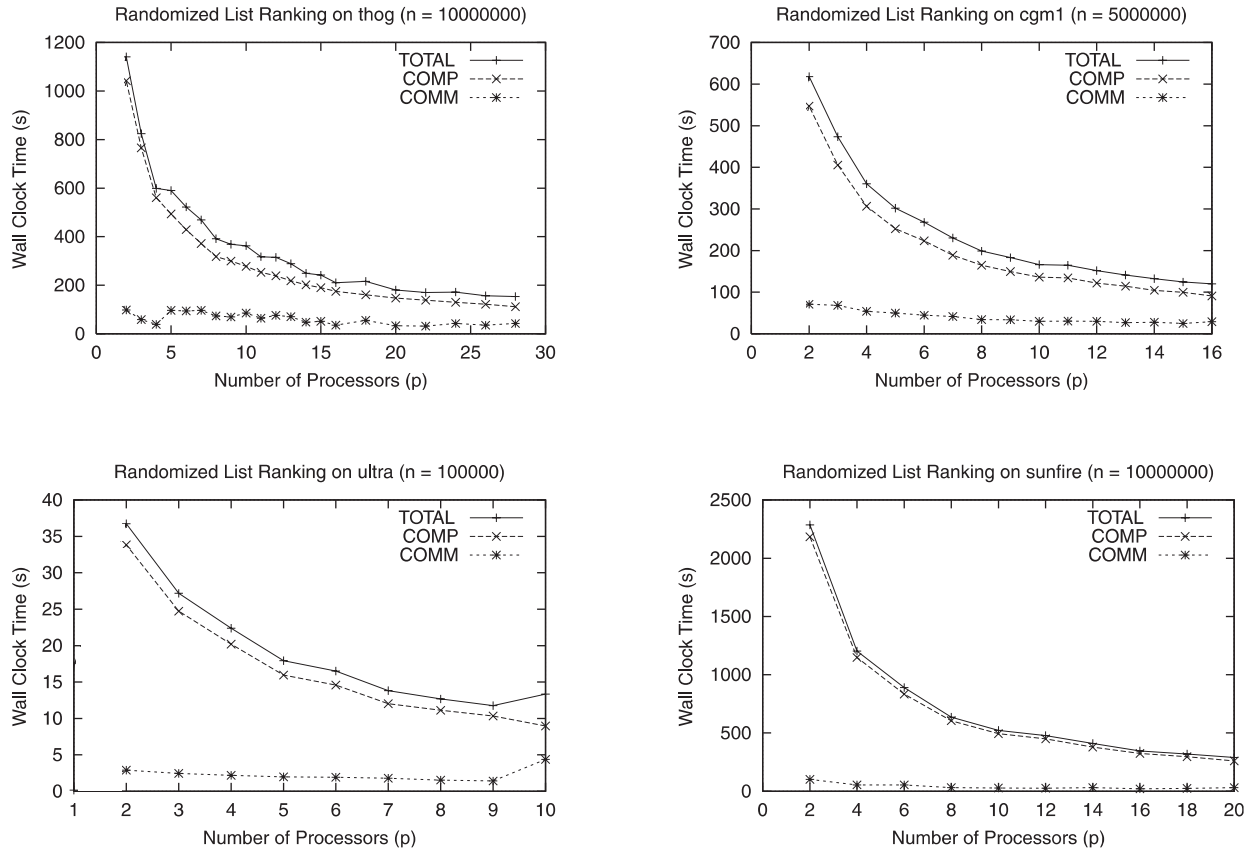 Randomized List Ranking on thog (n = 10000000)
1200
1000
800
600
400
200
0
Wall Clock Time (s)
TOTAL
COMP
COMM
0 5 10 15 20 25 30
Number of Processors (p)
Randomized List Ranking on cgm1 (n = 5000000)
700
600
500
400
300
200
100
0
Wall Clock Time (s)
TOTAL
COMP
COMM
0 2 4 6 8 10 12 14 16
Number of Processors (p)
Randomized List Ranking on ultra (n = 100000)
40
35
30
25
20
15
10
5
0
Wall Clock Time (s)
TOTAL
COMP
COMM
1 2 3 4 5 6 7 8 9 10
Number of Processors (p)
Randomized List Ranking on sunfire (n = 10000000)
2500
2000
1500
1000
500
0
Wall Clock Time (s)
TOTAL
COMP
COMM
0 2 4 6 8 10 12 14 16 18 20
Number of Processors (p)